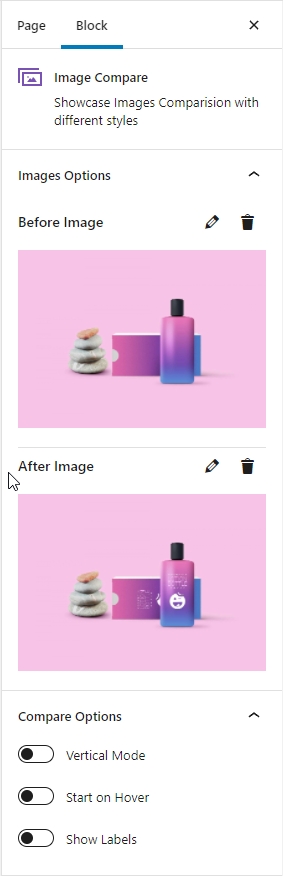 Page Block
Image Compare
Showcase Images Comparision with
different styles
Images Options
Before Image
After Image
Compare Options
Vertical Mode
Start on Hover
Show Labels